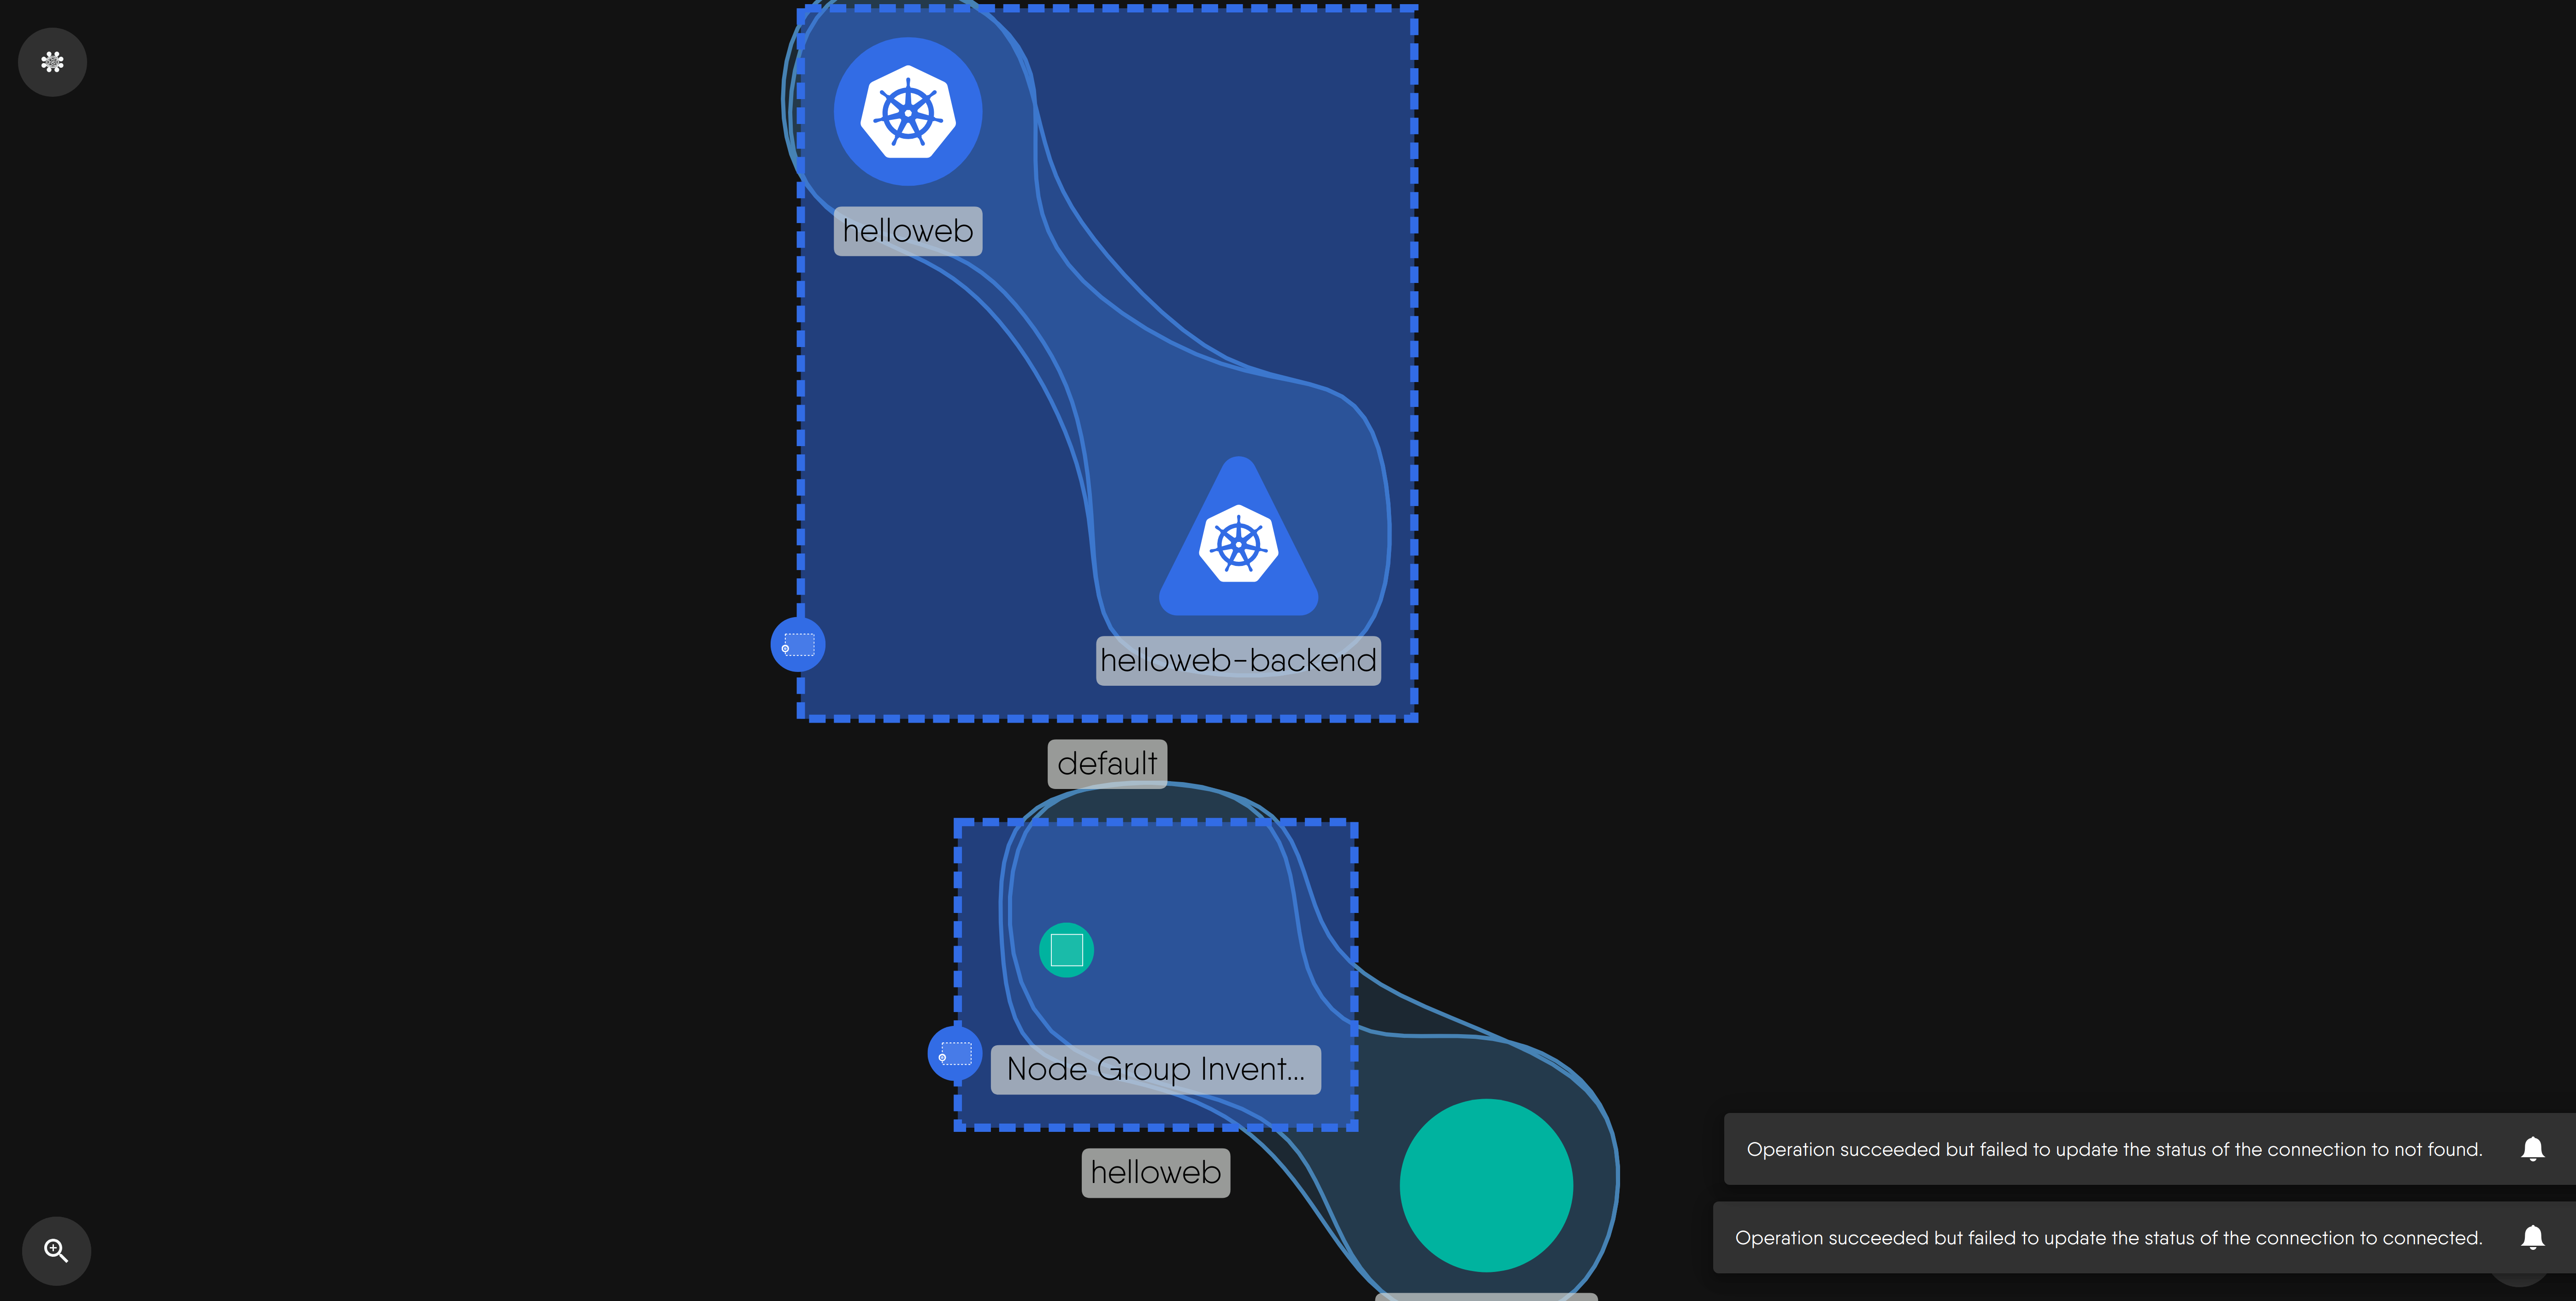 helloweb
helloweb-backend
default
Node Group Invent...
helloweb
Operation succeeded but failed to update the status of the connection to not found.
Operation succeeded but failed to update the status of the connection to connected.